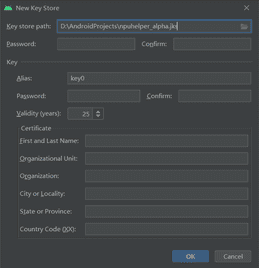 New Key Store
Key store path: D:\AndroidProjects\npuhelper_alpha.jks
Password: Confirm:
Key
Alias: key0
Password: Confirm:
Validity (years): 25
Certificate
First and Last Name:
Organizational Unit:
Organization:
City or Locality:
State or Province:
Country Code (XX):
OK Cancel